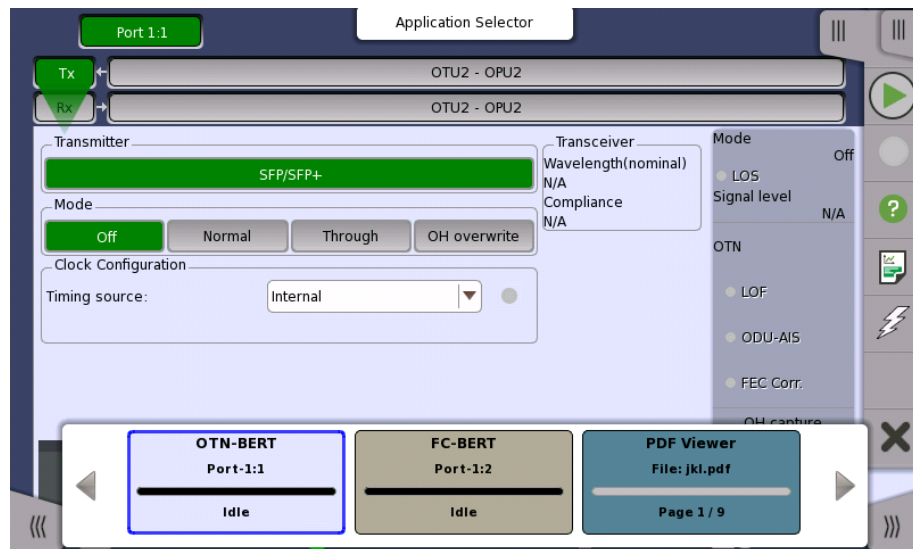 Port 1:1
Application Selector
Tx
OTU2 - OPU2
Rx
OTU2 - OPU2
Transmitter
SFP/SFP+
Mode
Off
Normal
Through
OH overwrite
Clock Configuration
Timing source:
Internal
Transceiver
Wavelength(nominal)
N/A
Compliance
N/A
Mode
Off
LOS
Signal level
N/A
OTN
LOF
ODU-AIS
FEC Corr.
OH capture
?
OTN-BERT
Port-1:1
Idle
FC-BERT
Port-1:2
Idle
PDF Viewer
File: jkl.pdf
Page 1 / 9